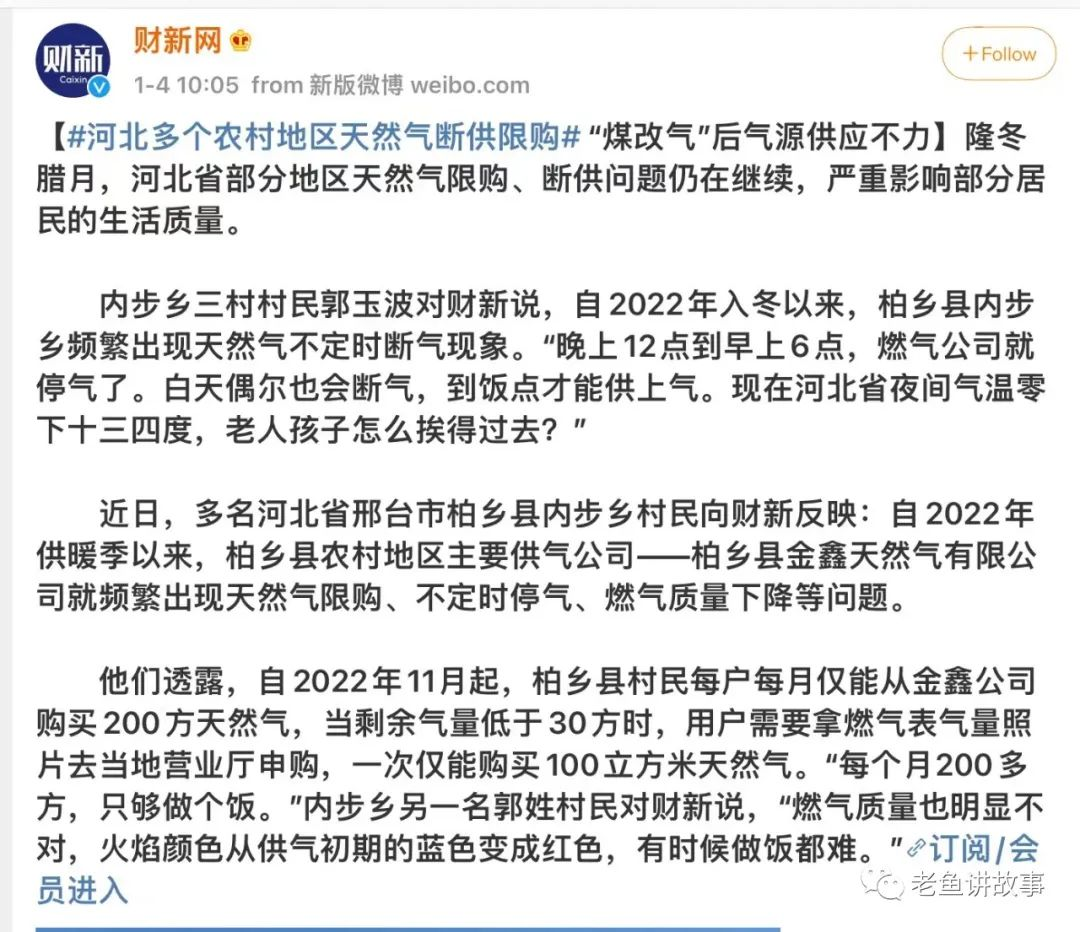 财新
Caixin
财新网
1-4 10:05 from 新版微博 weibo.com
+Follow
【#河北多个农村地区天然气断供限购# “煤改气”后气源供应不力】隆冬
腊月，河北省部分地区天然气限购、断供问题仍在继续，严重影响部分居
民的生活质量。
内步乡三村村民郭玉波对财新说，自2022年入冬以来，柏乡县内步
乡频繁出现天然气不定时断气现象。“晚上12点到早上6点，燃气公司就
停气了。白天偶尔也会断气，到饭点才能供上气。现在河北省夜间气温零
下十三四度，老人孩子怎么挨得过去？”
近日，多名河北省邢台市柏乡县内步乡村民向财新反映：自2022年
供暖季以来，柏乡县农村地区主要供气公司——柏乡县金鑫天然气有限公
司就频繁出现天然气限购、不定时停气、燃气质量下降等问题。
他们透露，自2022年11月起，柏乡县村民每户每月仅能从金鑫公司
购买200方天然气，当剩余气量低于30方时，用户需要拿燃气表气量照
片去当地营业厅申购，一次仅能购买100立方米天然气。“每个月200多
方，只够做个饭。”内步乡另一名郭姓村民对财新说，“燃气质量也明显不
对，火焰颜色从供气初期的蓝色变成红色，有时候做饭都难。”订阅/会
员进入
老鱼讲故事